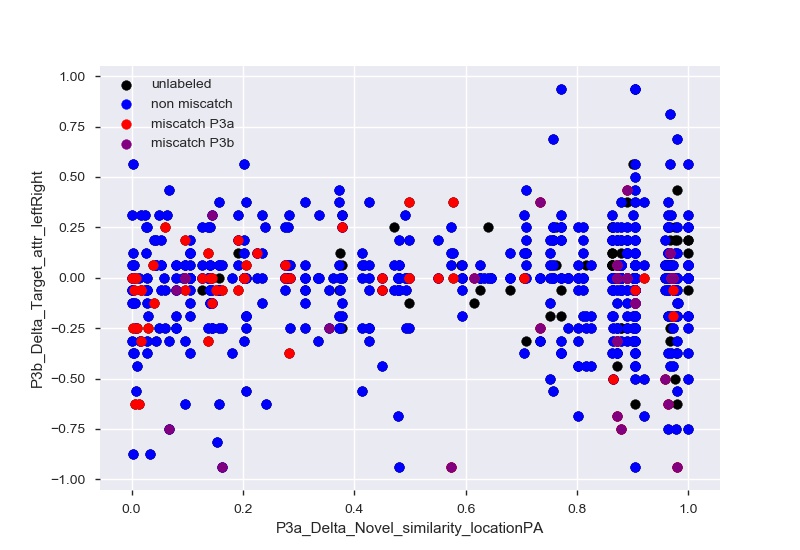 1.00
0.75
0.50
0.25
0.00
−0.25
−0.50
−0.75
−1.00
unlabeled
non miscatch
miscatch P3a
miscatch P3b
P3b_Delta_Target_attr_leftRight
0.0 0.2 0.4 0.6 0.8 1.0
P3a_Delta_Novel_similarity_locationPA